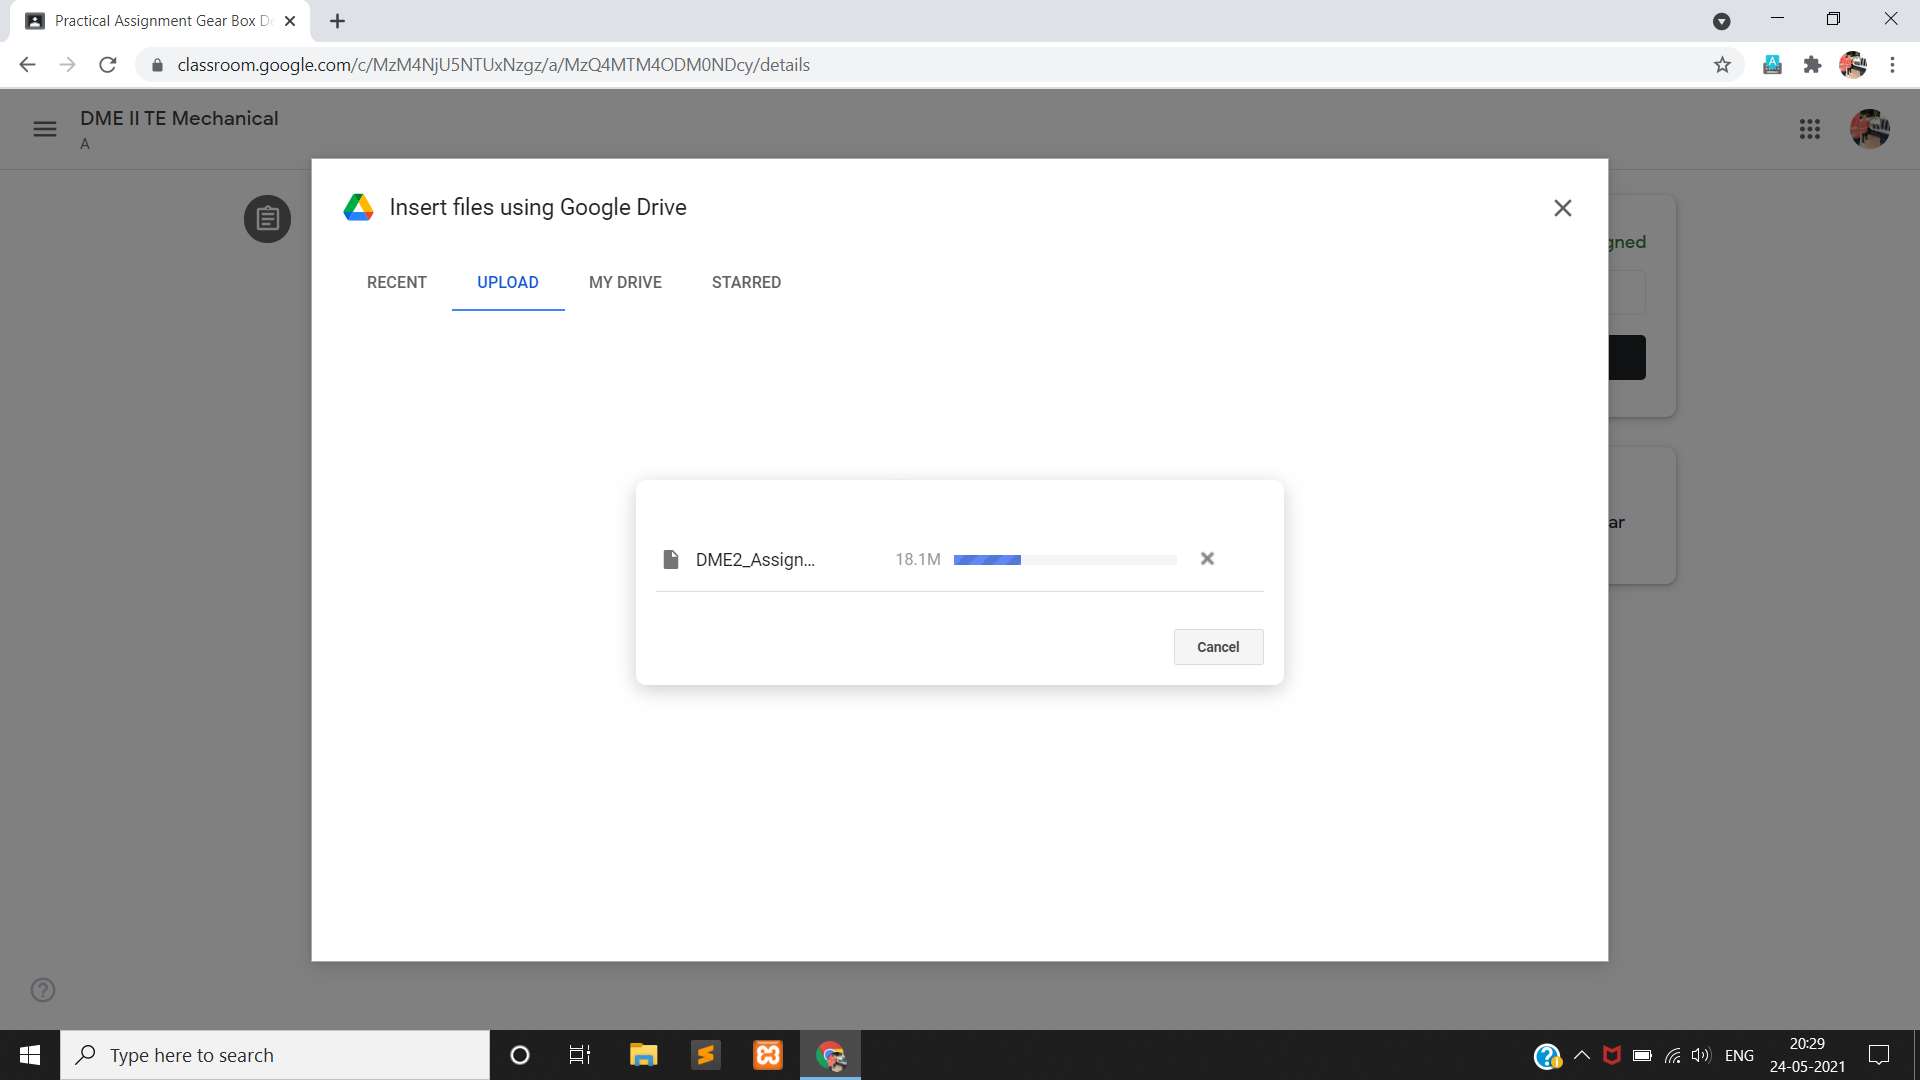 Practical Assignment Gear Box D
classroom.google.com/c/MzM4NjU5NTUxNzgz/a/MzQ4MTM4ODM0NDcy/details
DME II TE Mechanical
A
Insert files using Google Drive
gned
RECENT UPLOAD MY DRIVE STARRED
ar
DME2_Assign... 18.1M
Cancel
Type here to search
ENG
20:29
24-05-2021